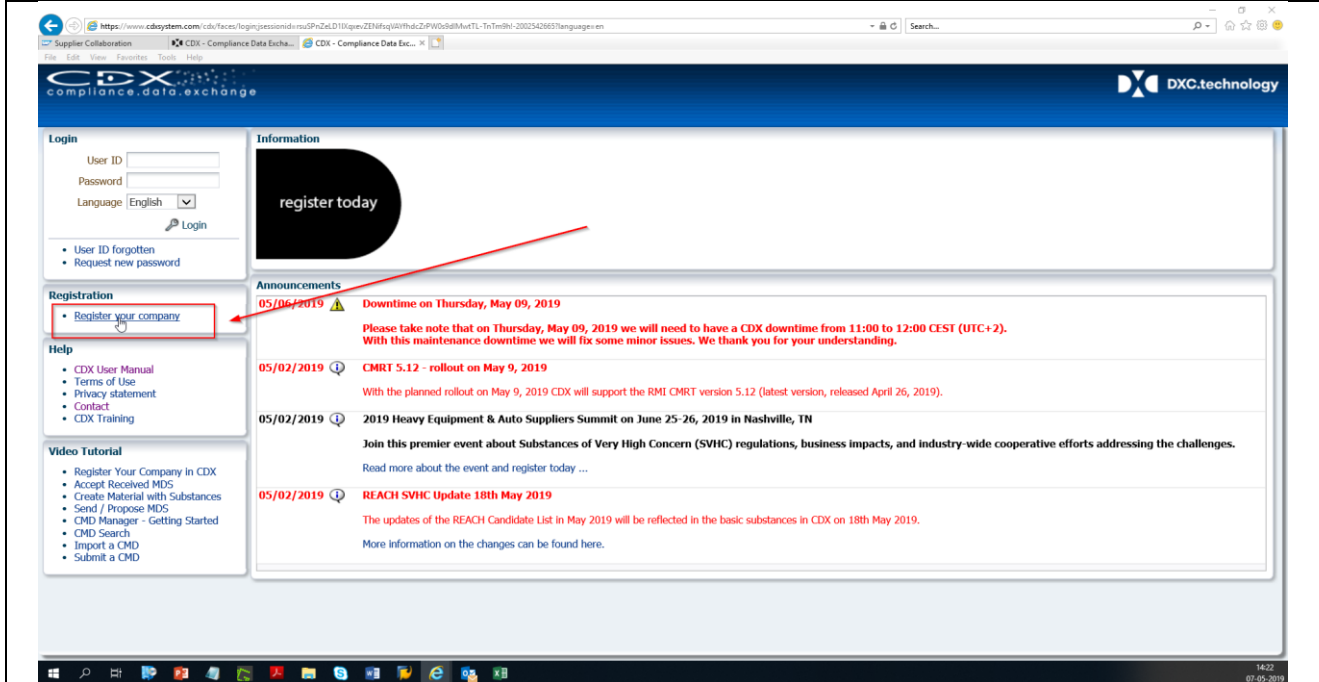 https://www.cdxsystem.com/cdx/faces/
Search...
Supplier Collaboration
CDX - Compliance Data Excha...
CDX - Compliance Data Exc...
File Edit View Favorites Tools Help
CDX
compliance.data.exchange
DXC.technology
Login
User ID
Password
Language English
Login
• User ID forgotten
• Request new password
Registration
• Register your company
Help
• CDX User Manual
• Terms of Use
• Privacy statement
• Contact
• CDX Training
Video Tutorial
• Register Your Company in CDX
• Accept Received MDS
• Create Material with Substances
• Send / Propose MDS
• CMD Manager - Getting Started
• CMD Search
• Import a CMD
• Submit a CMD
Information
register today
Announcements
05/06/2019 Downtime on Thursday, May 09, 2019
Please take note that on Thursday, May 09, 2019 we will need to have a CDX downtime from 11:00 to 12:00 CEST (UTC+2).
With this maintenance downtime we will fix some minor issues. We thank you for your understanding.
05/02/2019 CMRT 5.12 - rollout on May 9, 2019
With the planned rollout on May 9, 2019 CDX will support the RMI CMRT version 5.12 (latest version, released April 26, 2019).
05/02/2019 2019 Heavy Equipment & Auto Suppliers Summit on June 25-26, 2019 in Nashville, TN
Join this premier event about Substances of Very High Concern (SVHC) regulations, business impacts, and industry-wide cooperative efforts addressing the challenges.
Read more about the event and register today ...
05/02/2019 REACH SVHC Update 18th May 2019
The updates of the REACH Candidate List in May 2019 will be reflected in the basic substances in CDX on 18th May 2019.
More information on the changes can be found here.
14:22
07-05-2019